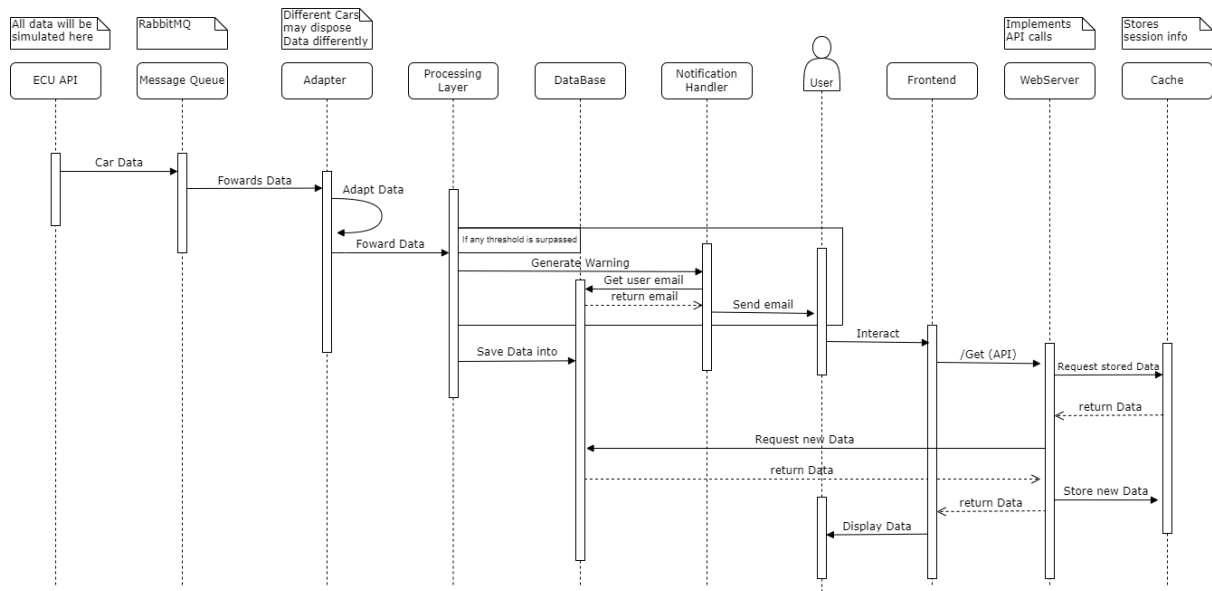 All data will be
simulated here
RabbitMQ
Different Cars
may dispose
Data differently
Implements
API calls
Stores
session info
ECU API
Message Queue
Adapter
Processing
Layer
DataBase
Notification
Handler
User
Frontend
WebServer
Cache
Car Data
Fowards Data
Adapt Data
Foward Data
If any threshold is surpassed
Generate Warning
Get user email
return email
Send email
Interact
Save Data into
/Get (API)
Request stored Data
return Data
Request new Data
return Data
Store new Data
return Data
Display Data